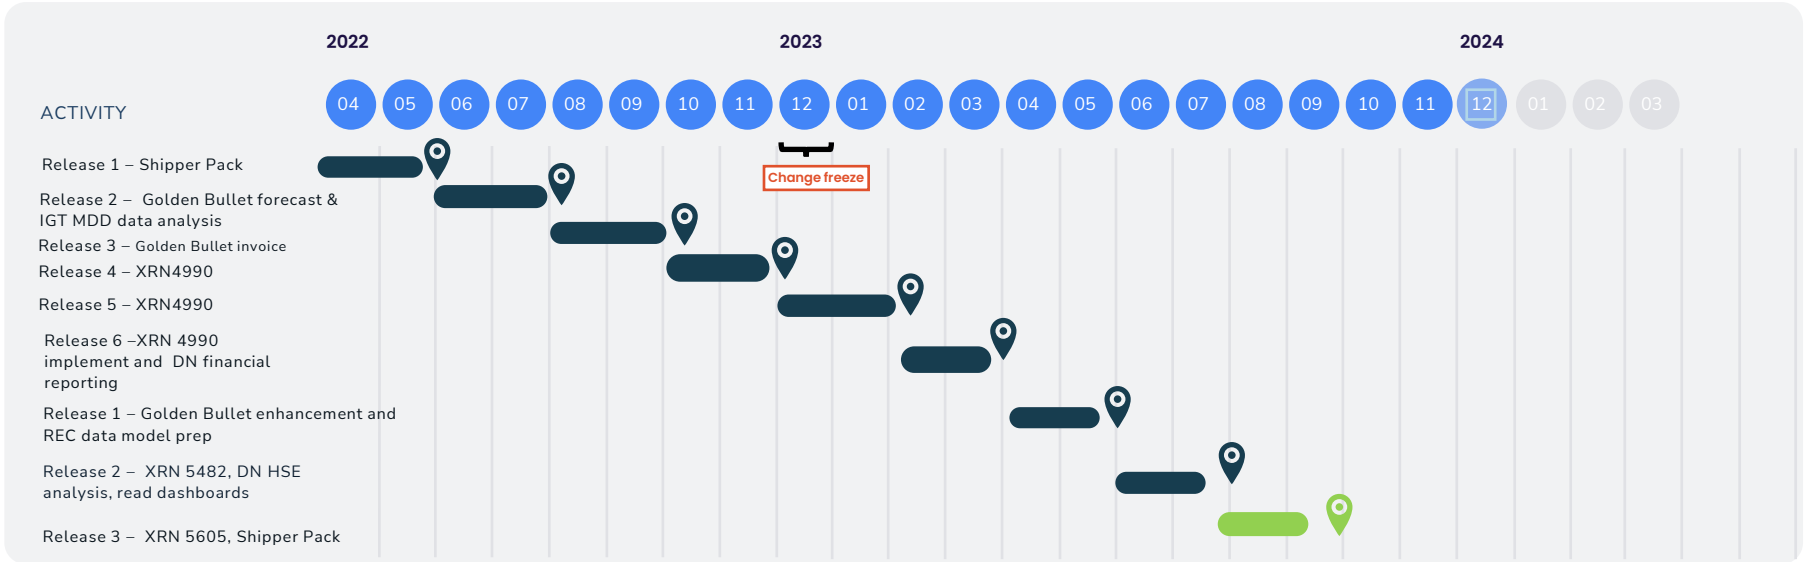 2022 2023 2024
ACTIVITY 04 05 06 07 08 09 10 11 12 01 02 03 04 05 06 07 08 09 10 11 12 01 02 03
Release 1 – Shipper Pack
Change freeze
Release 2 – Golden Bullet forecast &
IGT MDD data analysis
Release 3 – Golden Bullet invoice
Release 4 – XRN4990
Release 5 – XRN4990
Release 6 –XRN 4990
implement and DN financial
reporting
Release 1 – Golden Bullet enhancement and
REC data model prep
Release 2 – XRN 5482, DN HSE
analysis, read dashboards
Release 3 – XRN 5605, Shipper Pack